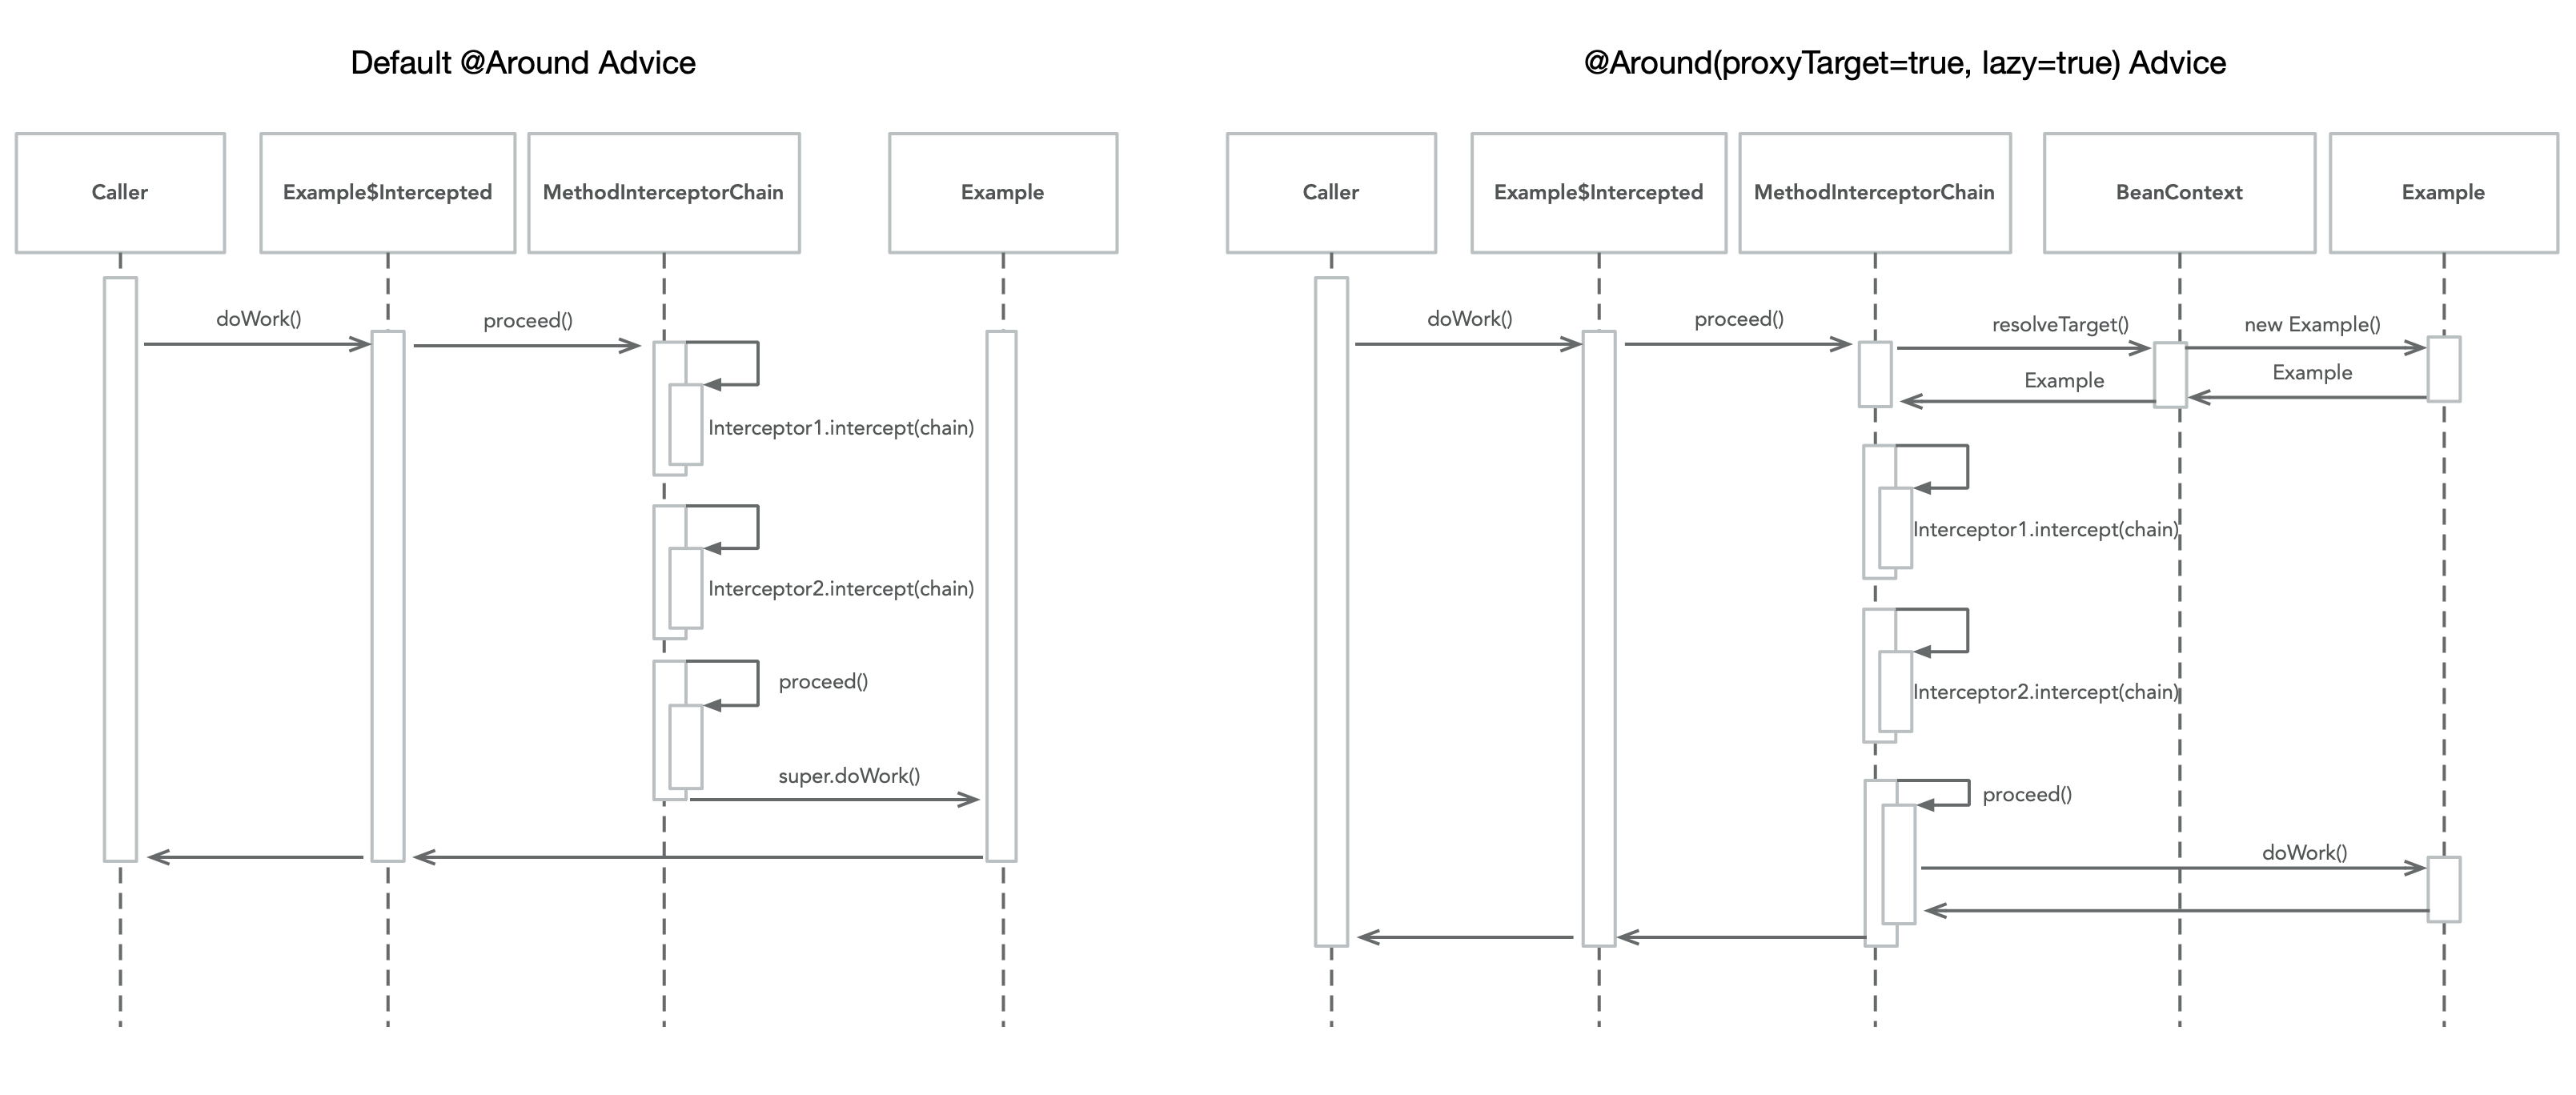 Default @Around Advice
Caller
Example$Intercepted
MethodInterceptorChain
Example
doWork()
proceed()
Interceptor1.intercept(chain)
Interceptor2.intercept(chain)
proceed()
super.doWork()
@Around(proxyTarget=true, lazy=true) Advice
Caller
Example$Intercepted
MethodInterceptorChain
BeanContext
Example
doWork()
proceed()
resolveTarget()
new Example()
Example
Example
Interceptor1.intercept(chain)
Interceptor2.intercept(chain)
proceed()
doWork()